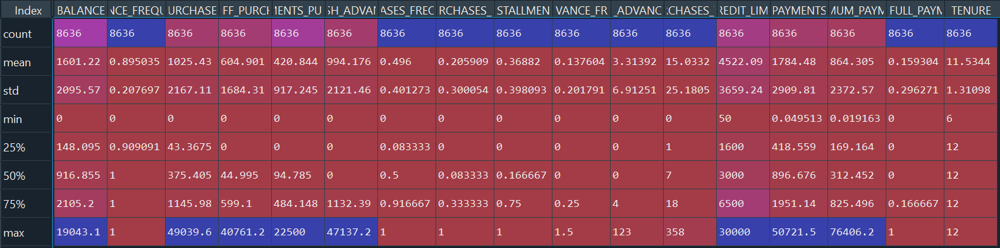 Index BALANCE NCE_FREQU URCHASE FF_PURCH MENTS_PU SH_ADVAN ASES_FREQ RCHASES_ STALLMEN VANCE_FR _ADVANC CHASES_ REDIT_LIM PAYMENTS MUM_PAYM FULL_PAYM TENURE
count 8636 8636 8636 8636 8636 8636 8636 8636 8636 8636 8636 8636 8636 8636 8636 8636 8636
mean 1601.22 0.895035 1025.43 604.901 420.844 994.176 0.496 0.205909 0.36882 0.137604 3.31392 15.0332 4522.09 1784.48 864.305 0.159304 11.5344
std 2095.57 0.207697 2167.11 1684.31 917.245 2121.46 0.401273 0.300054 0.398093 0.201791 6.91251 25.1805 3659.24 2909.81 2372.57 0.296271 1.31098
min 0 0 0 0 0 0 0 0 0 0 0 0 50 0.049513 0.019163 0 6
25% 148.095 0.909091 43.3675 0 0 0 0.083333 0 0 0 0 1 1600 418.559 169.164 0 12
50% 916.855 1 375.405 44.995 94.785 0 0.5 0.083333 0.166667 0 0 7 3000 896.676 312.452 0 12
75% 2105.2 1 1145.98 599.1 484.148 1132.39 0.916667 0.333333 0.75 0.25 4 18 6500 1951.14 825.496 0.166667 12
max 19043.1 1 49039.6 40761.2 22500 47137.2 1 1 1 1.5 123 358 30000 50721.5 76406.2 1 12